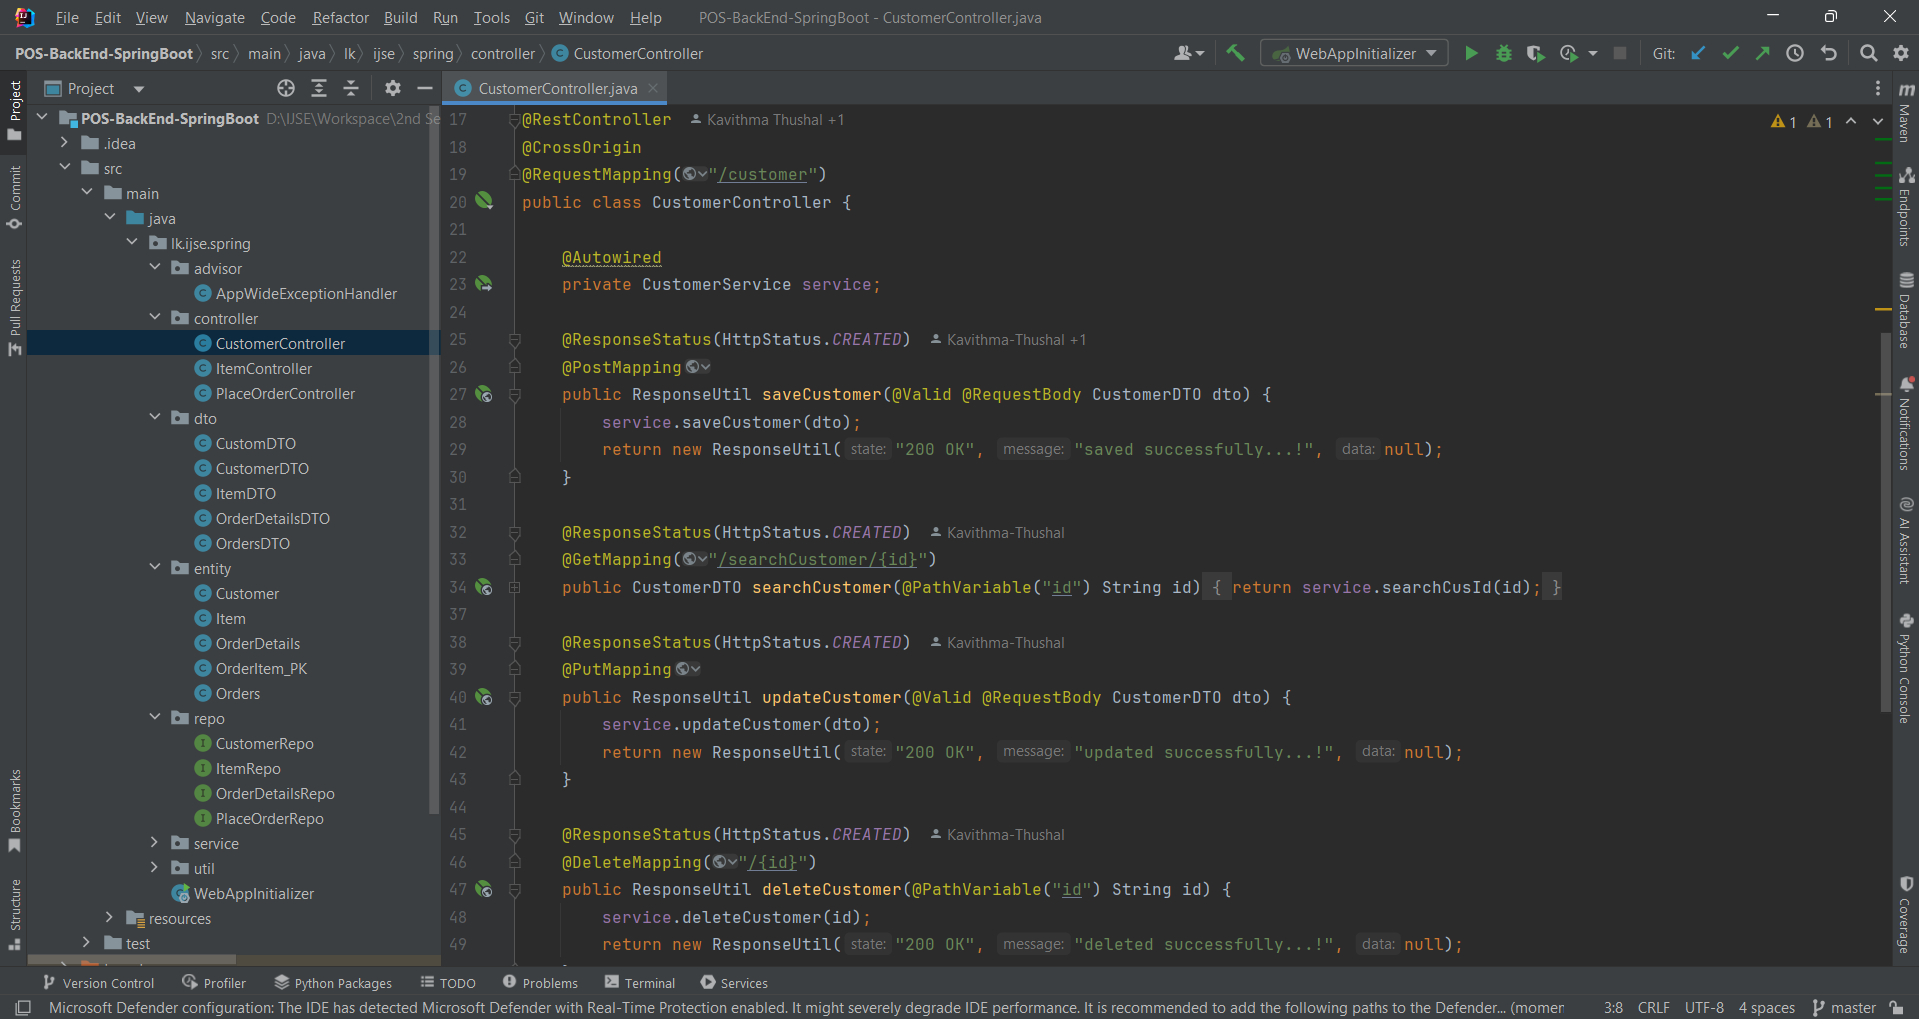 File Edit View Navigate Code Refactor Build Run Tools Git Window Help POS-BackEnd-SpringBoot - CustomerController.java
POS-BackEnd-SpringBoot src main java lk ijse spring controller CustomerController WebAppInitializer Git:
Project
CustomerController.java
POS-BackEnd-SpringBoot D:\IJSE\Workspace\2nd Se
.idea
src
main
java
lk.ijse.spring
advisor
AppWideExceptionHandler
controller
CustomerController
ItemController
PlaceOrderController
dto
CustomDTO
CustomerDTO
ItemDTO
OrderDetailsDTO
OrdersDTO
entity
Customer
Item
OrderDetails
OrderItem_PK
Orders
repo
CustomerRepo
ItemRepo
OrderDetailsRepo
PlaceOrderRepo
service
util
WebAppInitializer
resources
test
Project
Commit
Pull Requests
Bookmarks
Structure
17 @RestController Kavithma Thushal +1
1 1
18 @CrossOrigin
19 @RequestMapping("/customer")
20 public class CustomerController {
21
22 @Autowired
23 private CustomerService service;
24
25 @ResponseStatus(HttpStatus.CREATED) Kavithma-Thushal +1
26 @PostMapping
27 public ResponseUtil saveCustomer(@Valid @RequestBody CustomerDTO dto) {
28 service.saveCustomer(dto);
29 return new ResponseUtil( state: "200 OK", message: "saved successfully...!", data: null);
30 }
31
32 @ResponseStatus(HttpStatus.CREATED) Kavithma-Thushal
33 @GetMapping("/searchCustomer/{id}")
34 public CustomerDTO searchCustomer(@PathVariable("id") String id) { return service.searchCusId(id); }
37
38 @ResponseStatus(HttpStatus.CREATED) Kavithma-Thushal
39 @PutMapping
40 public ResponseUtil updateCustomer(@Valid @RequestBody CustomerDTO dto) {
41 service.updateCustomer(dto);
42 return new ResponseUtil( state: "200 OK", message: "updated successfully...!", data: null);
43 }
44
45 @ResponseStatus(HttpStatus.CREATED) Kavithma-Thushal
46 @DeleteMapping("/{id}")
47 public ResponseUtil deleteCustomer(@PathVariable("id") String id) {
48 service.deleteCustomer(id);
49 return new ResponseUtil( state: "200 OK", message: "deleted successfully...!", data: null);
Maven
Endpoints
Database
Notifications
AI Assistant
Python Console
Coverage
Version Control Profiler Python Packages TODO Problems Terminal Services
Microsoft Defender configuration: The IDE has detected Microsoft Defender with Real-Time Protection enabled. It might severely degrade IDE performance. It is recommended to add the following paths to the Defender... (momen 3:8 CRLF UTF-8 4 spaces master